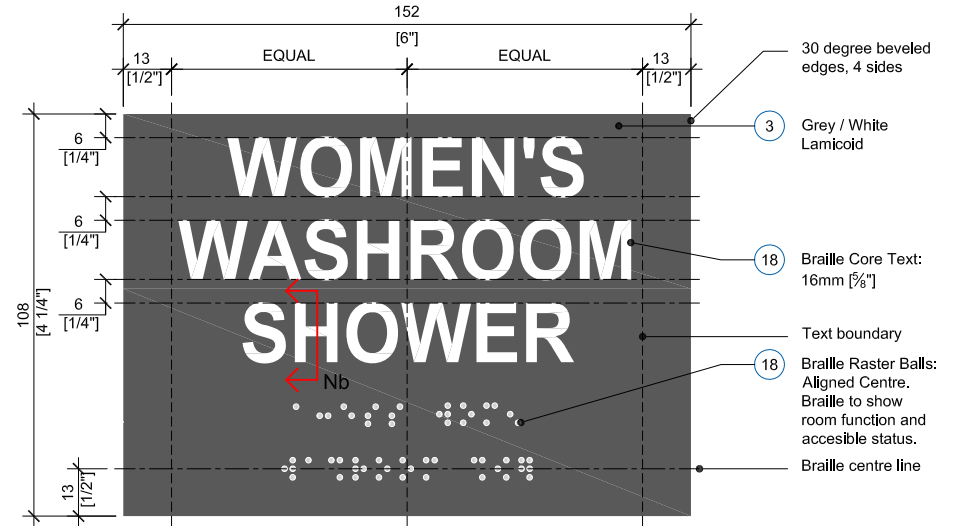 152
[6"]
13
[1/2"]
EQUAL
EQUAL
13
[1/2"]
30 degree beveled
edges, 4 sides
3
Grey / White
Lamicoid
6
[1/4"]
WOMEN'S
6
[1/4"]
WASHROOM
18
Braille Core Text:
16mm [⅝"]
108
[4 1/4"]
6
[1/4"]
SHOWER
Nb
Text boundary
18
Braille Raster Balls:
Aligned Centre.
Braille to show
room function and
accesible status.
Braille centre line
13
[1/2"]